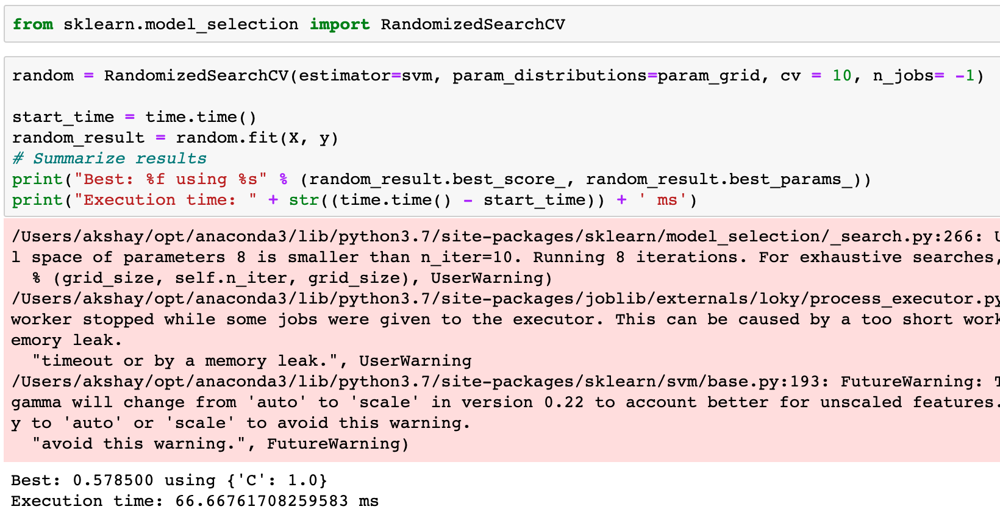 from sklearn.model_selection import RandomizedSearchCV
random = RandomizedSearchCV(estimator=svm, param_distributions=param_grid, cv = 10, n_jobs= -1)
start_time = time.time()
random_result = random.fit(X, y)
# Summarize results
print("Best: %f using %s" % (random_result.best_score_, random_result.best_params_))
print("Execution time: " + str((time.time() - start_time)) + ' ms')
/Users/akshay/opt/anaconda3/lib/python3.7/site-packages/sklearn/model_selection/_search.py:266: U
l space of parameters 8 is smaller than n_iter=10. Running 8 iterations. For exhaustive searches,
% (grid_size, self.n_iter, grid_size), UserWarning)
/Users/akshay/opt/anaconda3/lib/python3.7/site-packages/joblib/externals/loky/process_executor.py
worker stopped while some jobs were given to the executor. This can be caused by a too short work
emory leak.
"timeout or by a memory leak.", UserWarning
/Users/akshay/opt/anaconda3/lib/python3.7/site-packages/sklearn/svm/base.py:193: FutureWarning: T
gamma will change from 'auto' to 'scale' in version 0.22 to account better for unscaled features.
y to 'auto' or 'scale' to avoid this warning.
"avoid this warning.", FutureWarning)
Best: 0.578500 using {'C': 1.0}
Execution time: 66.66761708259583 ms